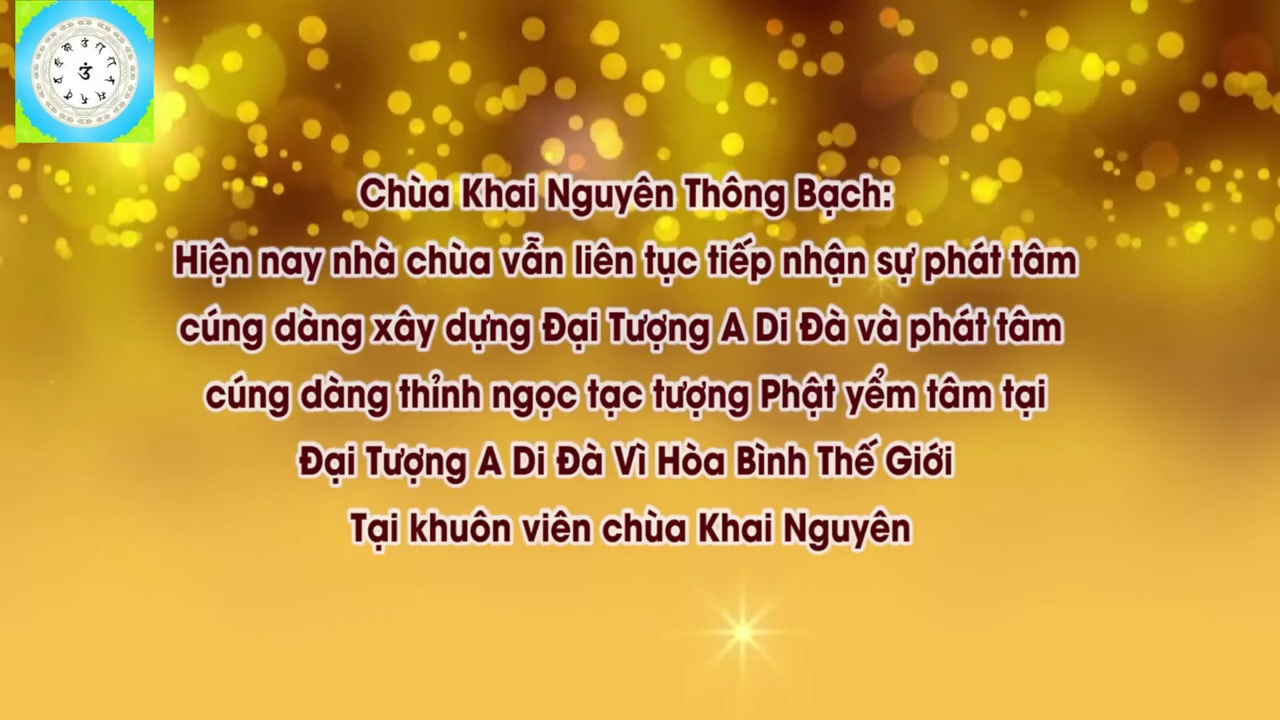 Chùa Khai Nguyên Thông Bạch:
Hiện nay nhà chùa vẫn liên tục tiếp nhận sự phát tâm
cúng dàng xây dựng Đại Tượng A Di Đà và phát tâm
cúng dàng thỉnh ngọc tạc tượng Phật yểm tâm tại
Đại Tượng A Di Đà Vì Hòa Bình Thế Giới
Tại khuôn viên chùa Khai Nguyên